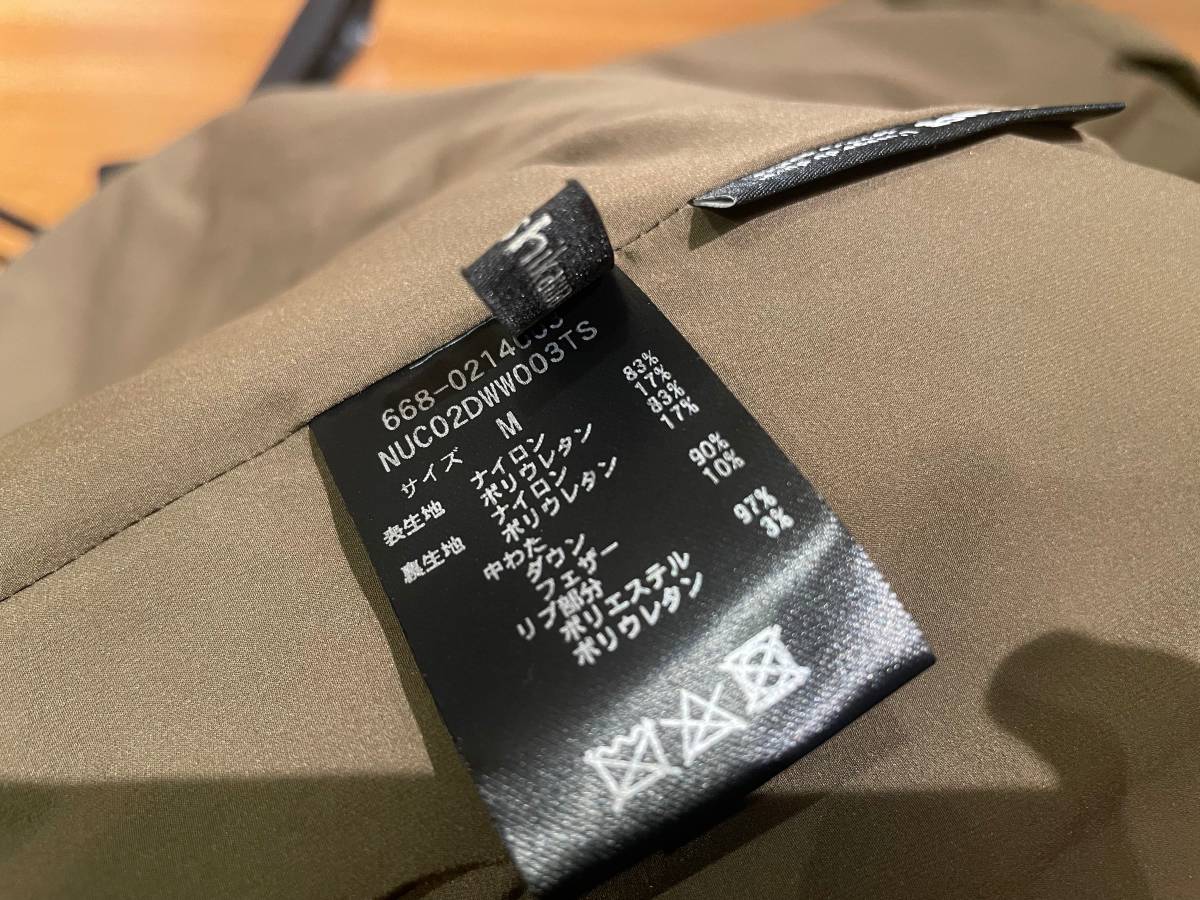 668-0214
NUC02DWW003TS
サイズ M
表生地 ナイロン 83%
ポリウレタン 17%
裏生地 ナイロン 83%
ポリウレタン 17%
中わた
ダウン 90%
フェザー 10%
リブ部分
ポリエステル 97%
ポリウレタン 3%